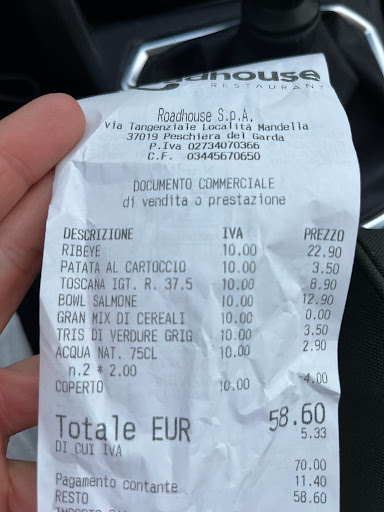 adhouse
RESTAURANT
Roadhouse S.p.A.
Via Tangenziale Località Mandella
37019 Peschiera del Garda
P.Iva 02734070366
C.F. 03445670650
DOCUMENTO COMMERCIALE
di vendita o prestazione
DESCRIZIONE IVA PREZZO
RIBEYE 10.00 22.90
PATATA AL CARTOCCIO 10.00 3.50
TOSCANA IGT. R. 37.5 10.00 8.90
BOWL SALMONE 10.00 12.90
GRAN MIX DI CEREALI 10.00 0.00
TRIS DI VERDURE GRIG 10.00 3.50
ACQUA NAT. 75CL 10.00 2.90
n.2 * 2.00
COPERTO 10.00 4.00
Totale EUR 58.60
DI CUI IVA 5.33
Pagamento contante 70.00
RESTO 11.40
58.60